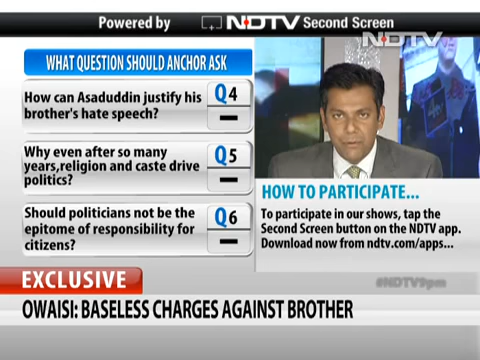 Powered by NDTV Second Screen
NDTV
WHAT QUESTION SHOULD ANCHOR ASK
How can Asaduddin justify his
brother's hate speech?
Q4
Why even after so many
years,religion and caste drive
politics?
Q5
Should politicians not be the
epitome of responsibility for
citizens?
Q6
HOW TO PARTICIPATE...
To participate in our shows, tap the
Second Screen button on the NDTV app.
Download now from ndtv.com/apps...
EXCLUSIVE
#NDTV9pm
OWAISI: BASELESS CHARGES AGAINST BROTHER